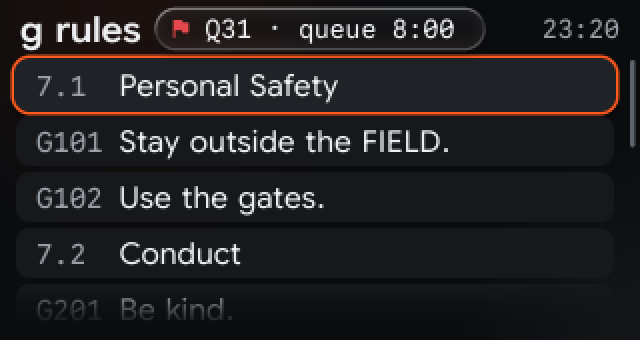 g rules Q31 · queue 8:00 23:20
7.1 Personal Safety
G101 Stay outside the FIELD.
G102 Use the gates.
7.2 Conduct
G201 Be kind.